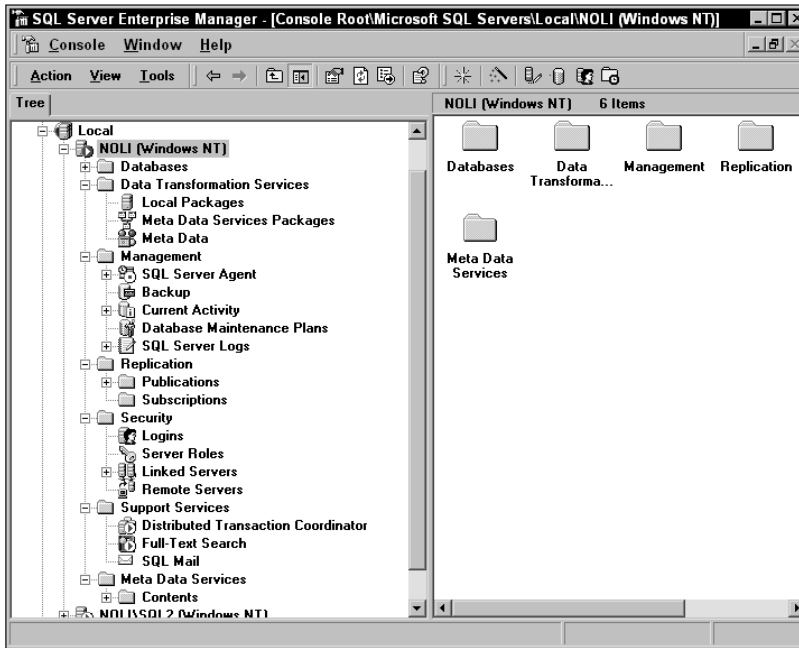 SQL Server Enterprise Manager - [Console Root\Microsoft SQL Servers\Local\NOLI (Windows NT)]
Console Window Help
Action View Tools
Tree
Local
NOLI (Windows NT)
Databases
Data Transformation Services
Local Packages
Meta Data Services Packages
Meta Data
Management
SQL Server Agent
Backup
Current Activity
Database Maintenance Plans
SQL Server Logs
Replication
Publications
Subscriptions
Security
Logins
Server Roles
Linked Servers
Remote Servers
Support Services
Distributed Transaction Coordinator
Full-Text Search
SQL Mail
Meta Data Services
Contents
NOLI\SQL2 (Windows NT)
NOLI (Windows NT) 6 Items
Databases
Data Transforma...
Management
Replication
Meta Data Services